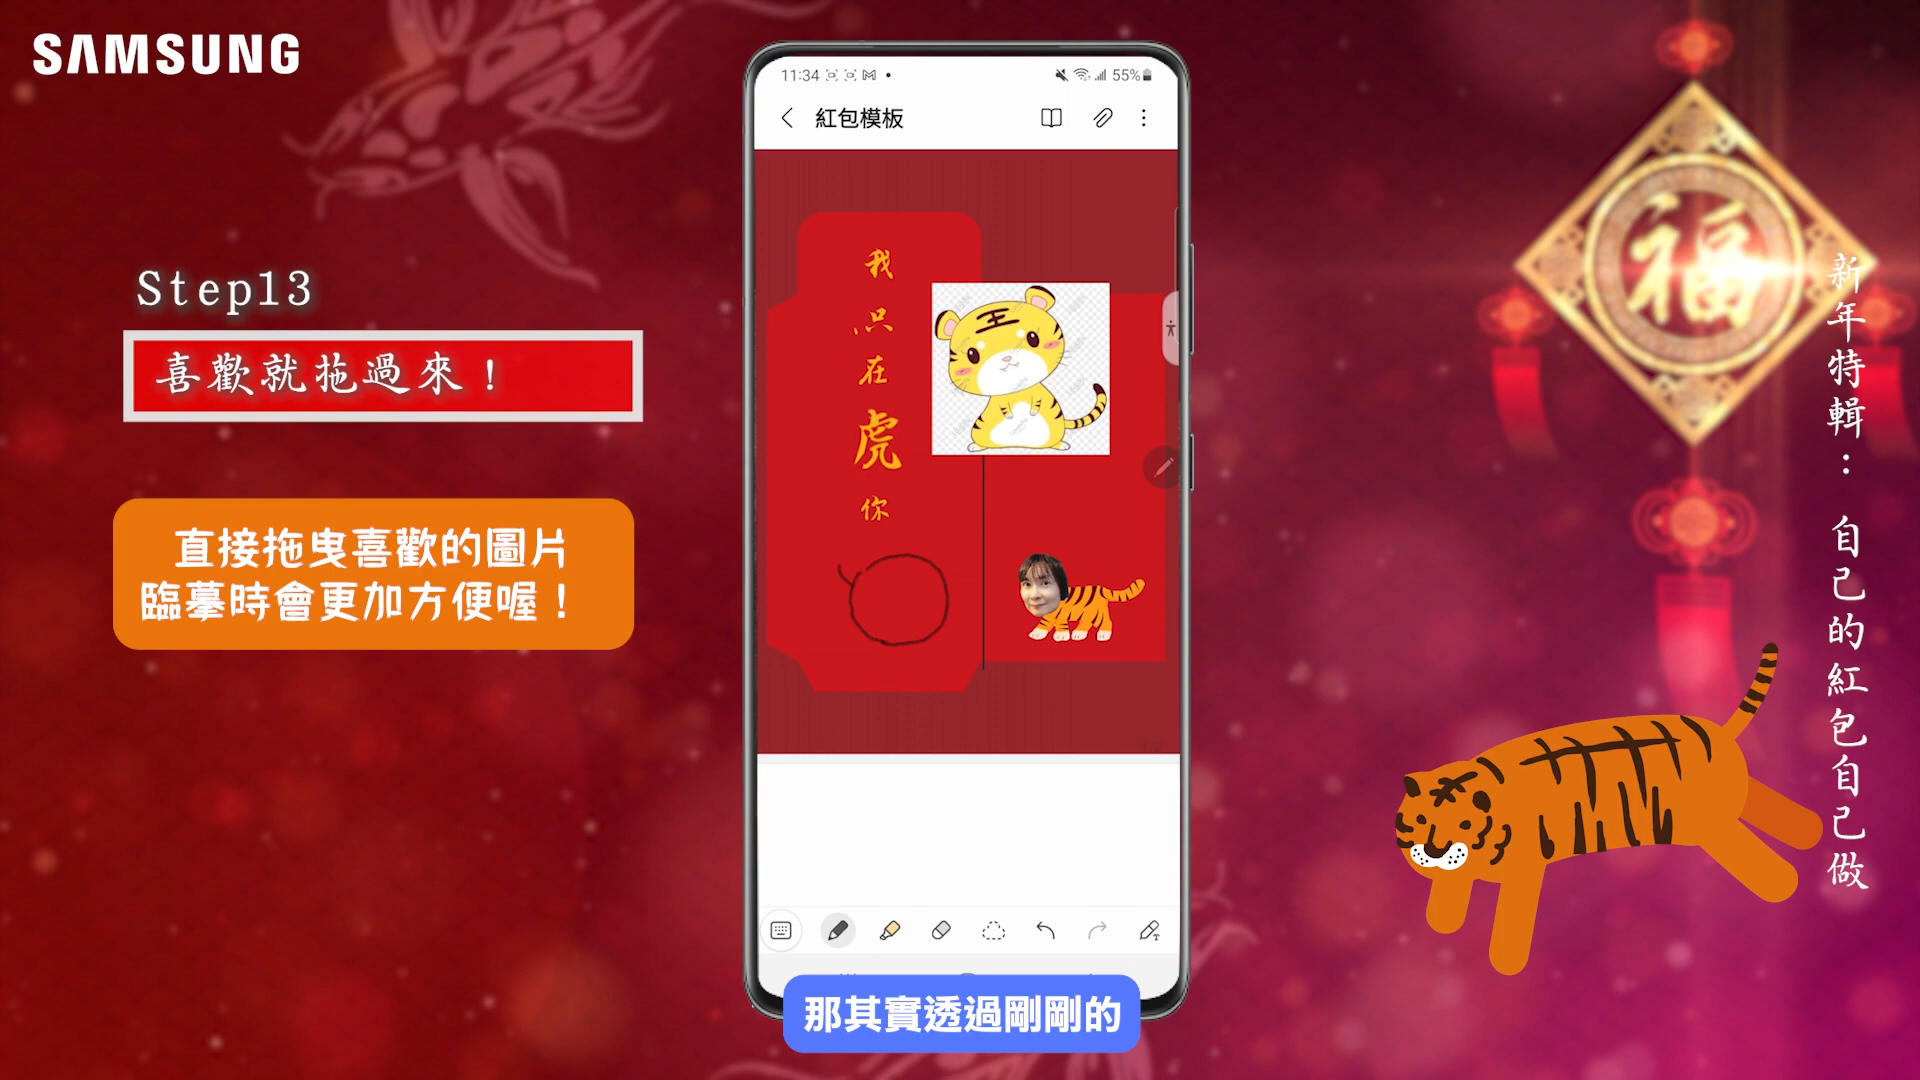 SAMSUNG
Step13
喜歡就拖過來！
直接拖曳喜歡的圖片
臨摹時會更加方便喔！
11:34
55%
紅包模板
我
只
在
虎
你
王
福
新年特輯：自己的紅包自己做
那其實透過剛剛的